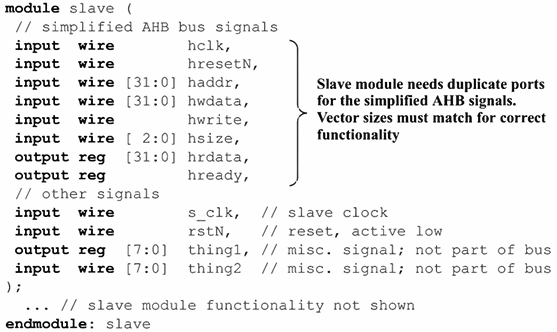 module slave (
// simplified AHB bus signals
input wire hclk,
input wire hresetN,
input wire [31:0] haddr,
input wire [31:0] hwdata,
input wire hwrite,
input wire [ 2:0] hsize,
output reg [31:0] hrdata,
output reg hready,
Slave module needs duplicate ports
for the simplified AHB signals.
Vector sizes must match for correct
functionality
// other signals
input wire s_clk, // slave clock
input wire rstN, // reset, active low
output reg [7:0] thing1, // misc. signal; not part of bus
input wire [7:0] thing2 // misc. signal; not part of bus
);
... // slave module functionality not shown
endmodule: slave